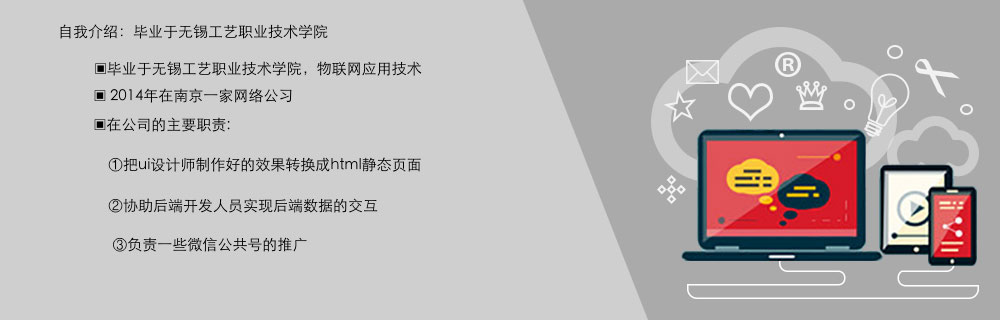 自我介绍：毕业于无锡工艺职业技术学院
▣毕业于无锡工艺职业技术学院，物联网应用技术
▣ 2014年在南京一家网络公习
▣在公司的主要职责:
①把ui设计师制作好的效果转换成html静态页面
②协助后端开发人员实现后端数据的交互
③负责一些微信公共号的推广
®